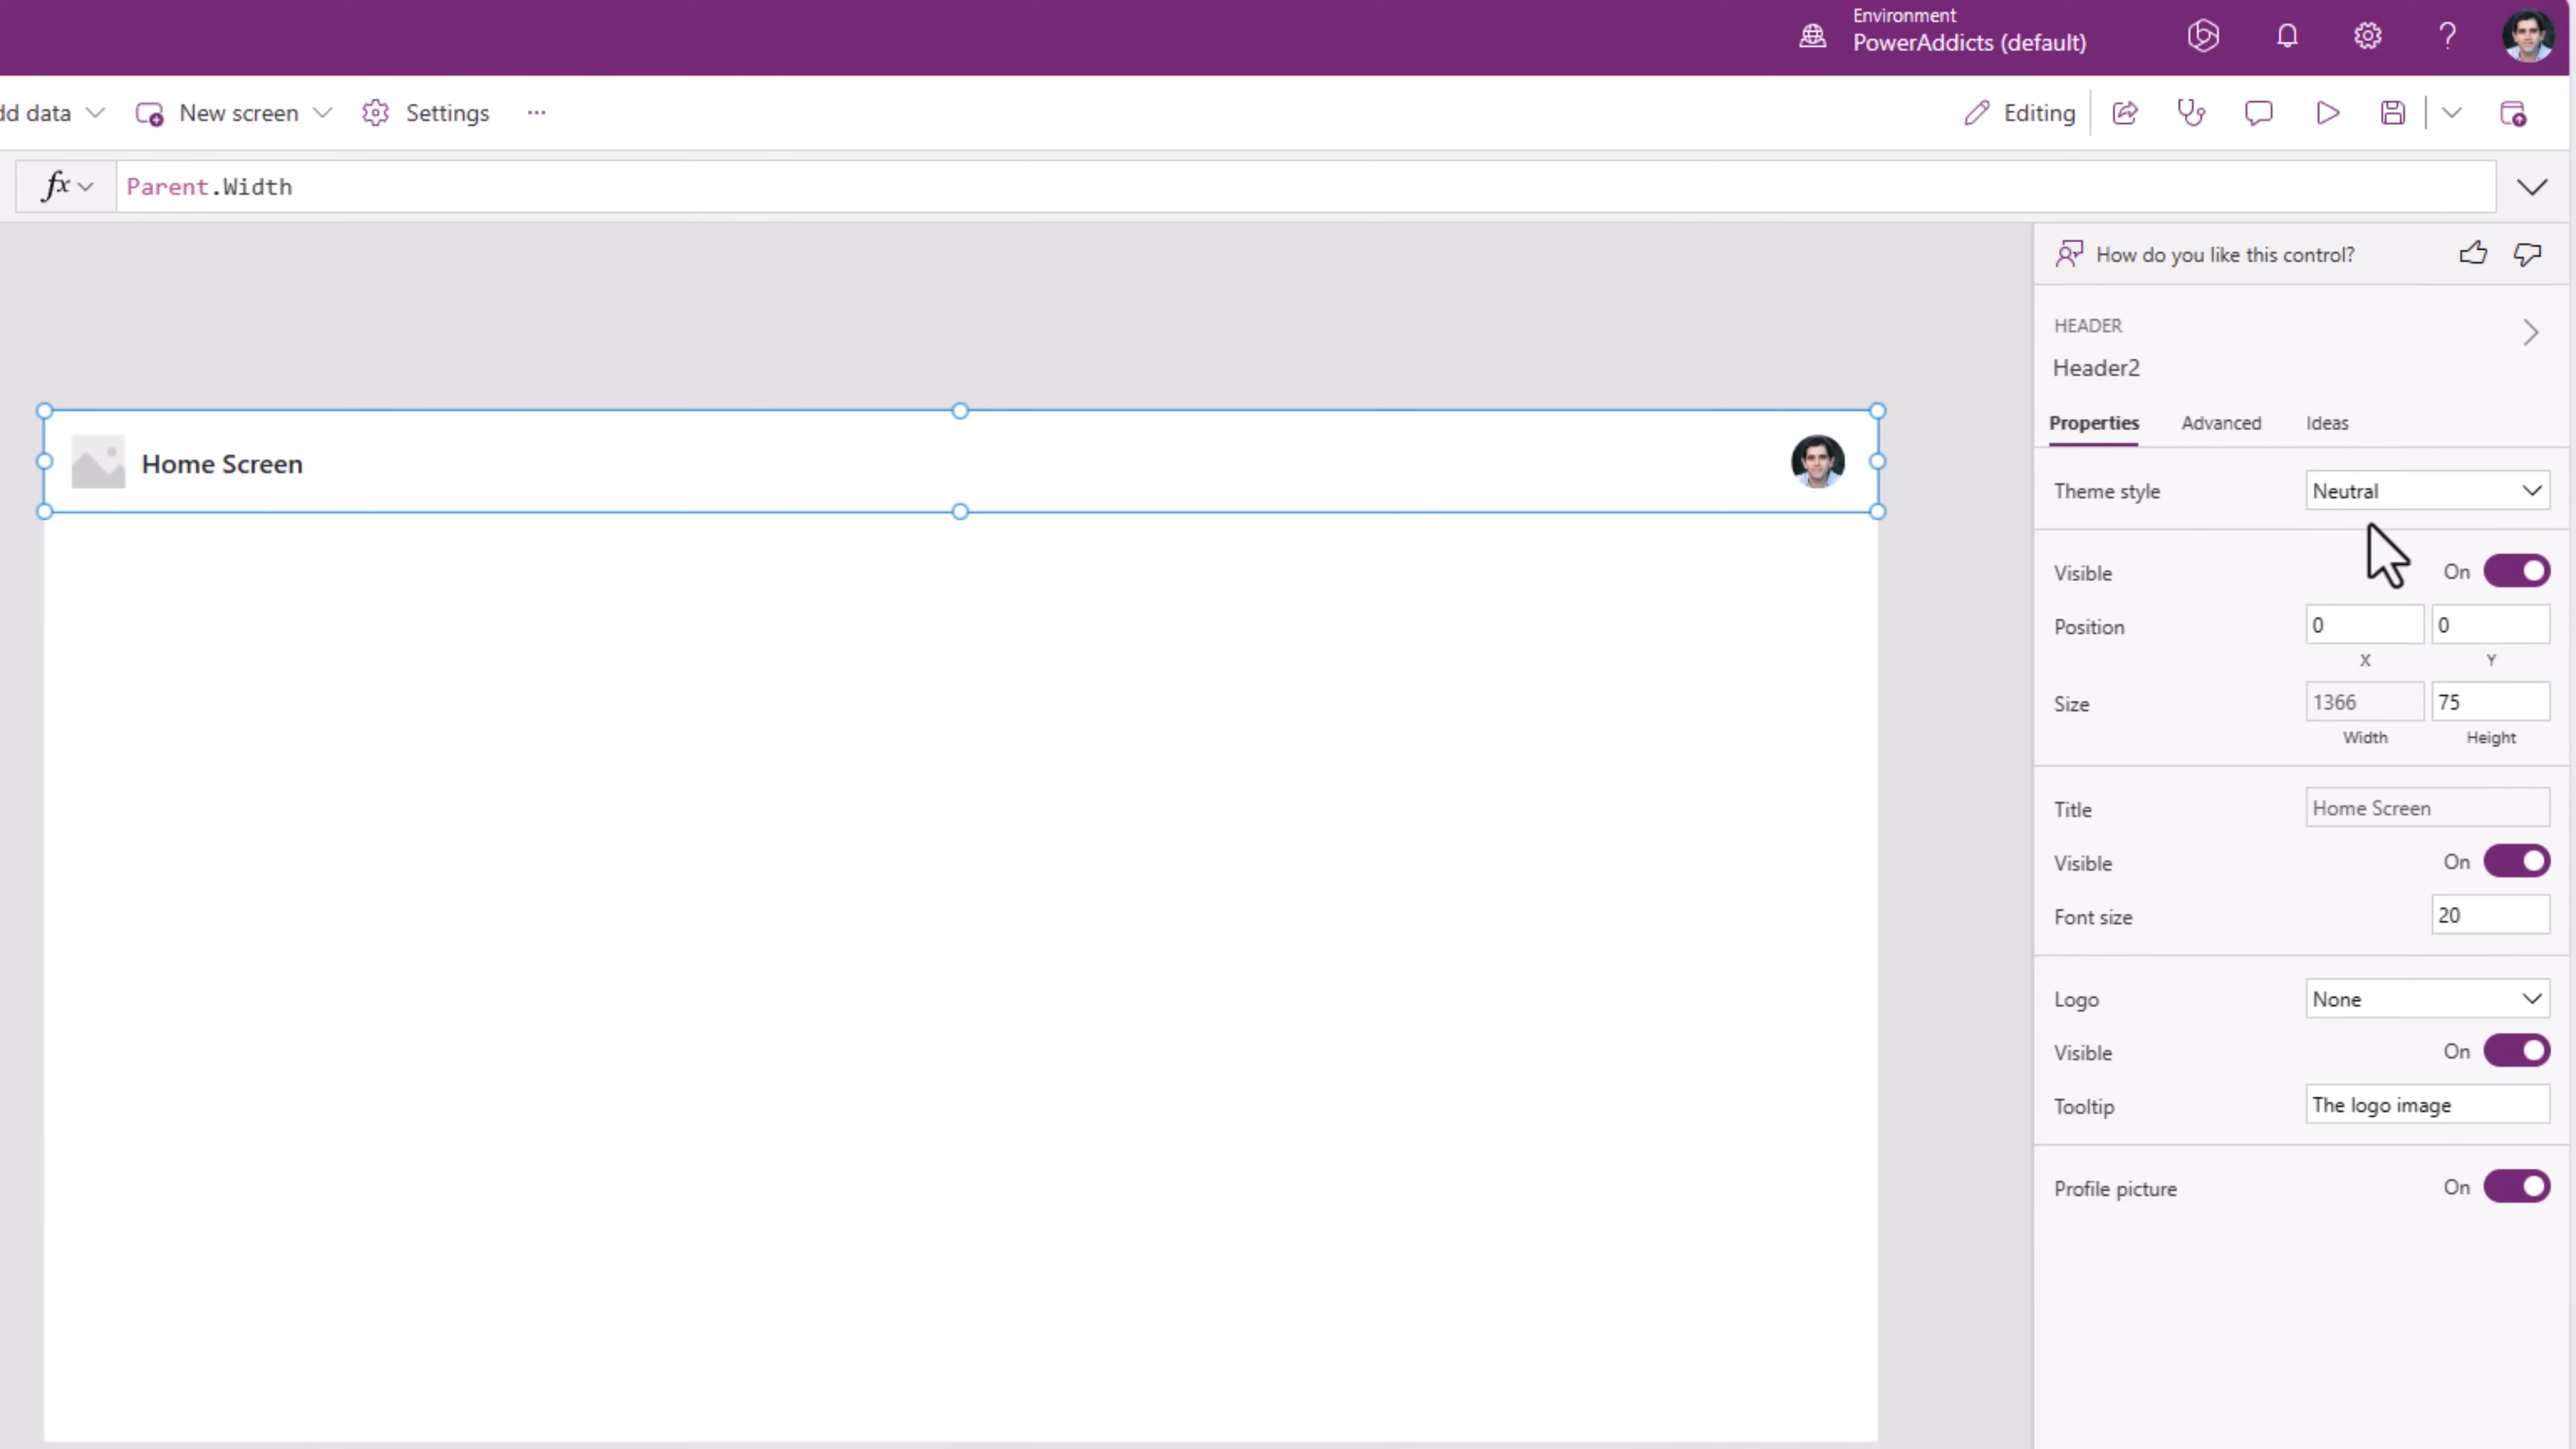 Environment
PowerAddicts (default)
dd data
New screen
Settings
...
Editing
fx
Parent.Width
How do you like this control?
HEADER
Header2
Properties
Advanced
Ideas
Home Screen
Theme style
Neutral
Visible
On
Position
0
0
X
Y
Size
1366
75
Width
Height
Title
Home Screen
Visible
On
Font size
20
Logo
None
Visible
On
Tooltip
The logo image
Profile picture
On